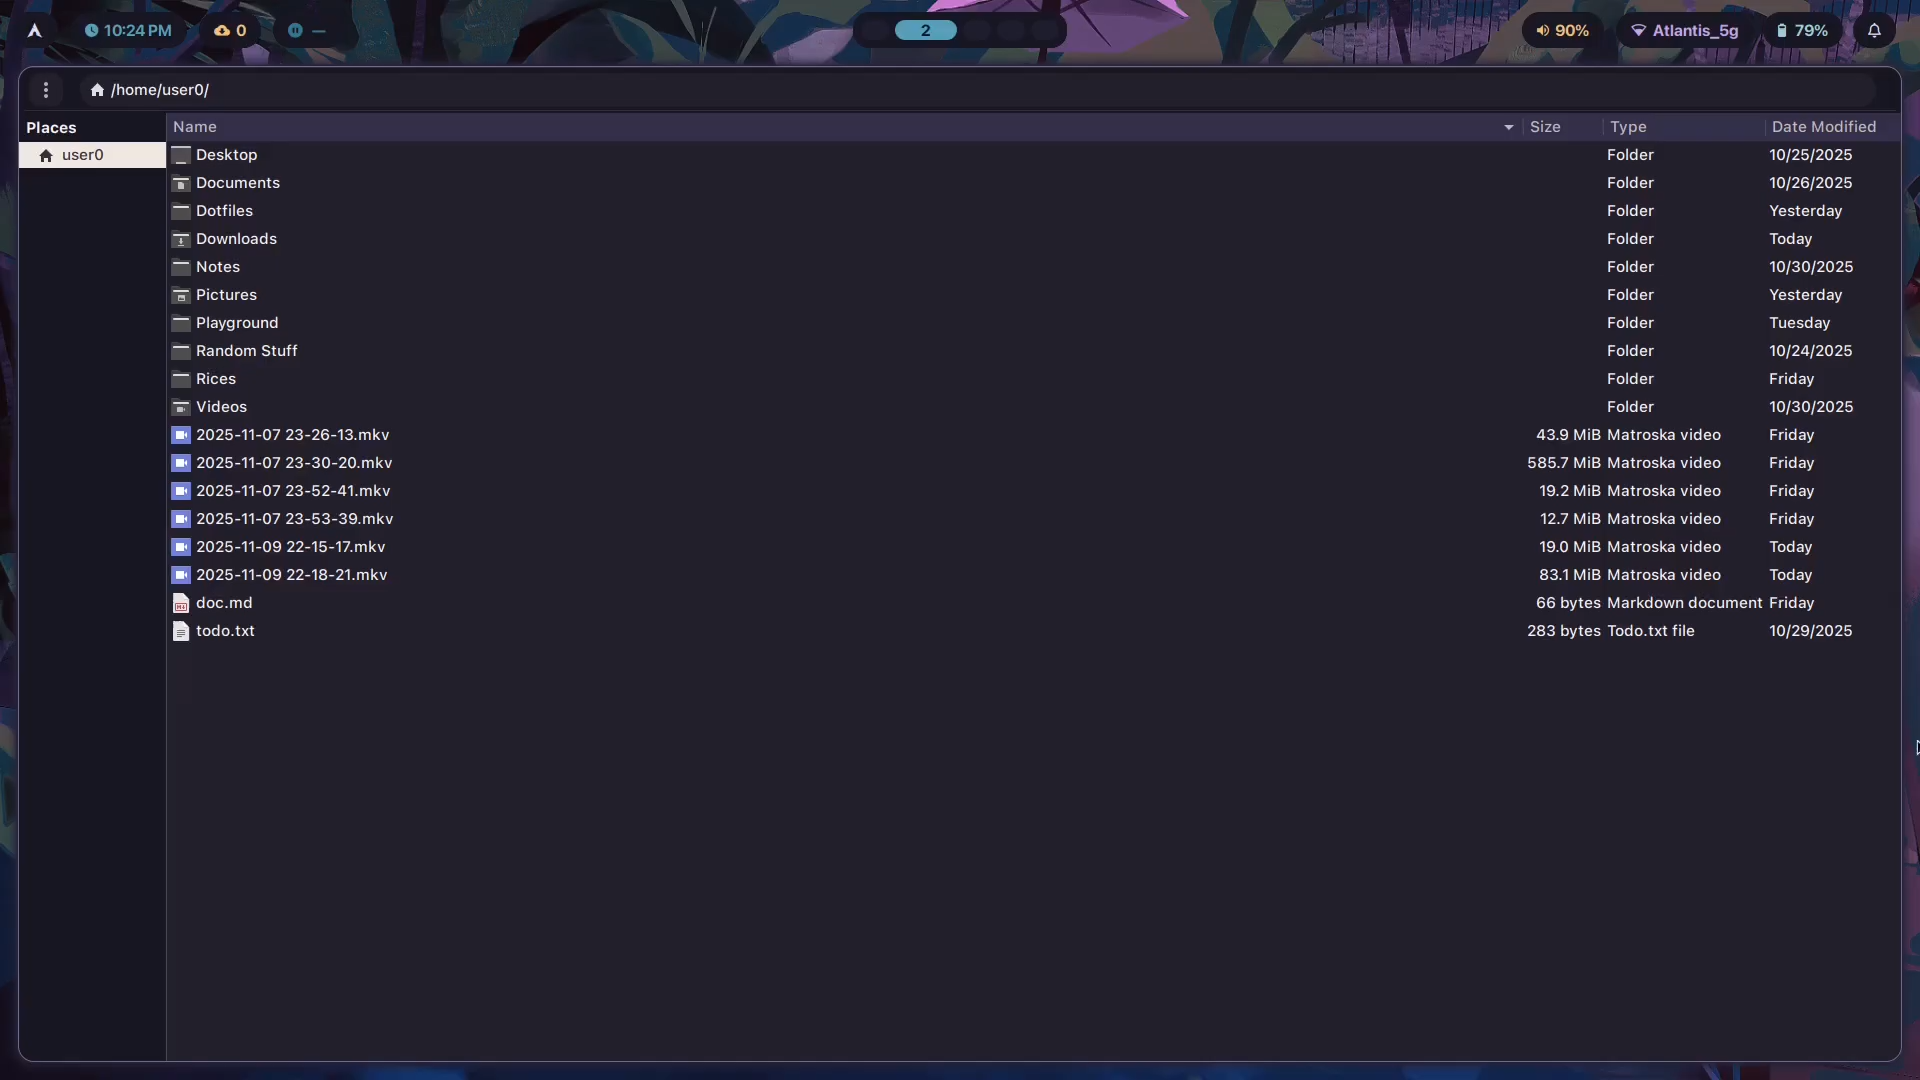 10:24 PM 0 — 2 90% Atlantis_5g 79%
/home/user0/
Places Name Size Type Date Modified
user0 Desktop Folder 10/25/2025
Documents Folder 10/26/2025
Dotfiles Folder Yesterday
Downloads Folder Today
Notes Folder 10/30/2025
Pictures Folder Yesterday
Playground Folder Tuesday
Random Stuff Folder 10/24/2025
Rices Folder Friday
Videos Folder 10/30/2025
2025-11-07 23-26-13.mkv 43.9 MiB Matroska video Friday
2025-11-07 23-30-20.mkv 585.7 MiB Matroska video Friday
2025-11-07 23-52-41.mkv 19.2 MiB Matroska video Friday
2025-11-07 23-53-39.mkv 12.7 MiB Matroska video Friday
2025-11-09 22-15-17.mkv 19.0 MiB Matroska video Today
2025-11-09 22-18-21.mkv 83.1 MiB Matroska video Today
doc.md 66 bytes Markdown document Friday
todo.txt 283 bytes Todo.txt file 10/29/2025